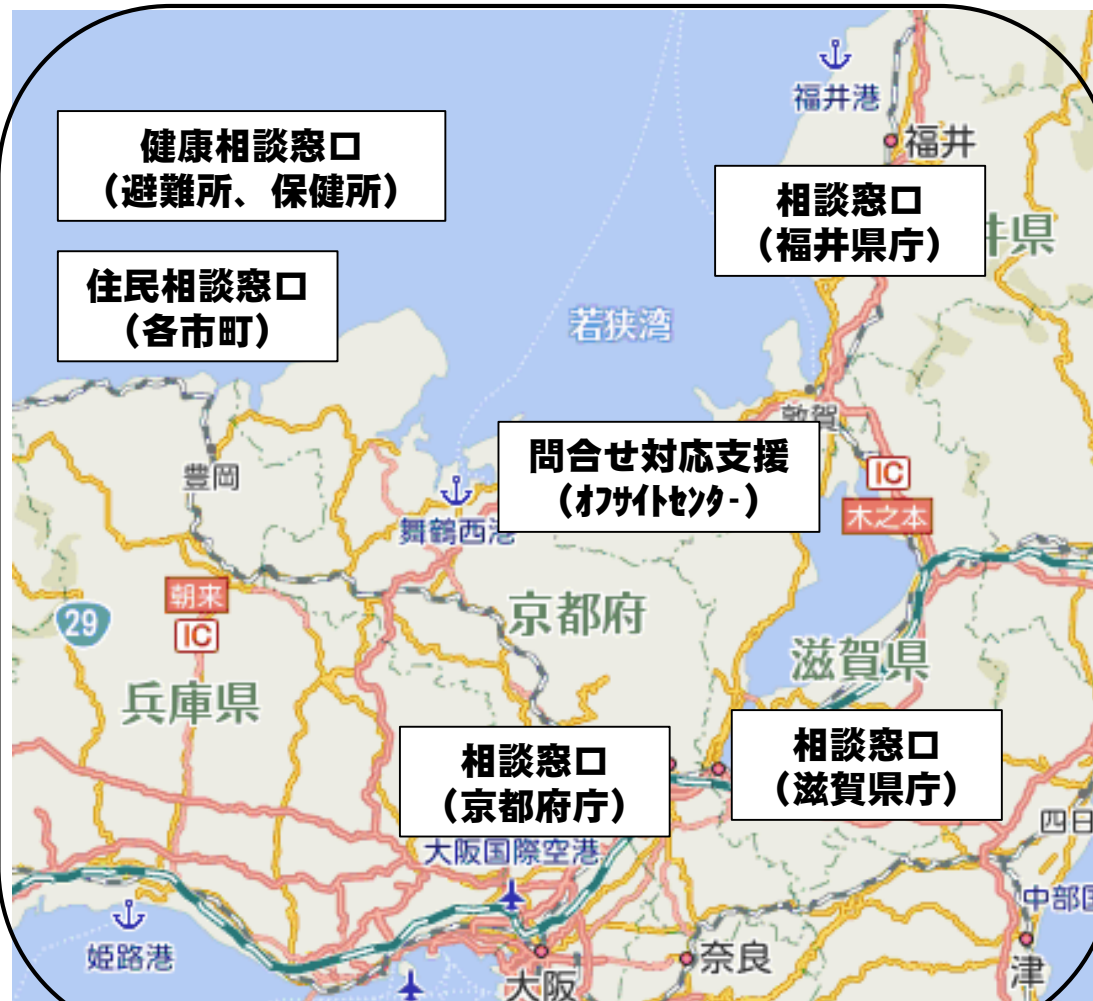 福井港
福井
健康相談窓口
（避難所、保健所）
相談窓口
（福井県庁）
井県
住民相談窓口
（各市町）
若狭湾
敦賀
問合せ対応支援
（ｵﾌｻｲﾄｾﾝﾀ-）
IC
木之本
豊岡
舞鶴西港
朝来
IC
29
京都府
滋賀県
兵庫県
相談窓口
（京都府庁）
相談窓口
（滋賀県庁）
四日
大阪国際空港
中部国
姫路港
大阪
奈良
津